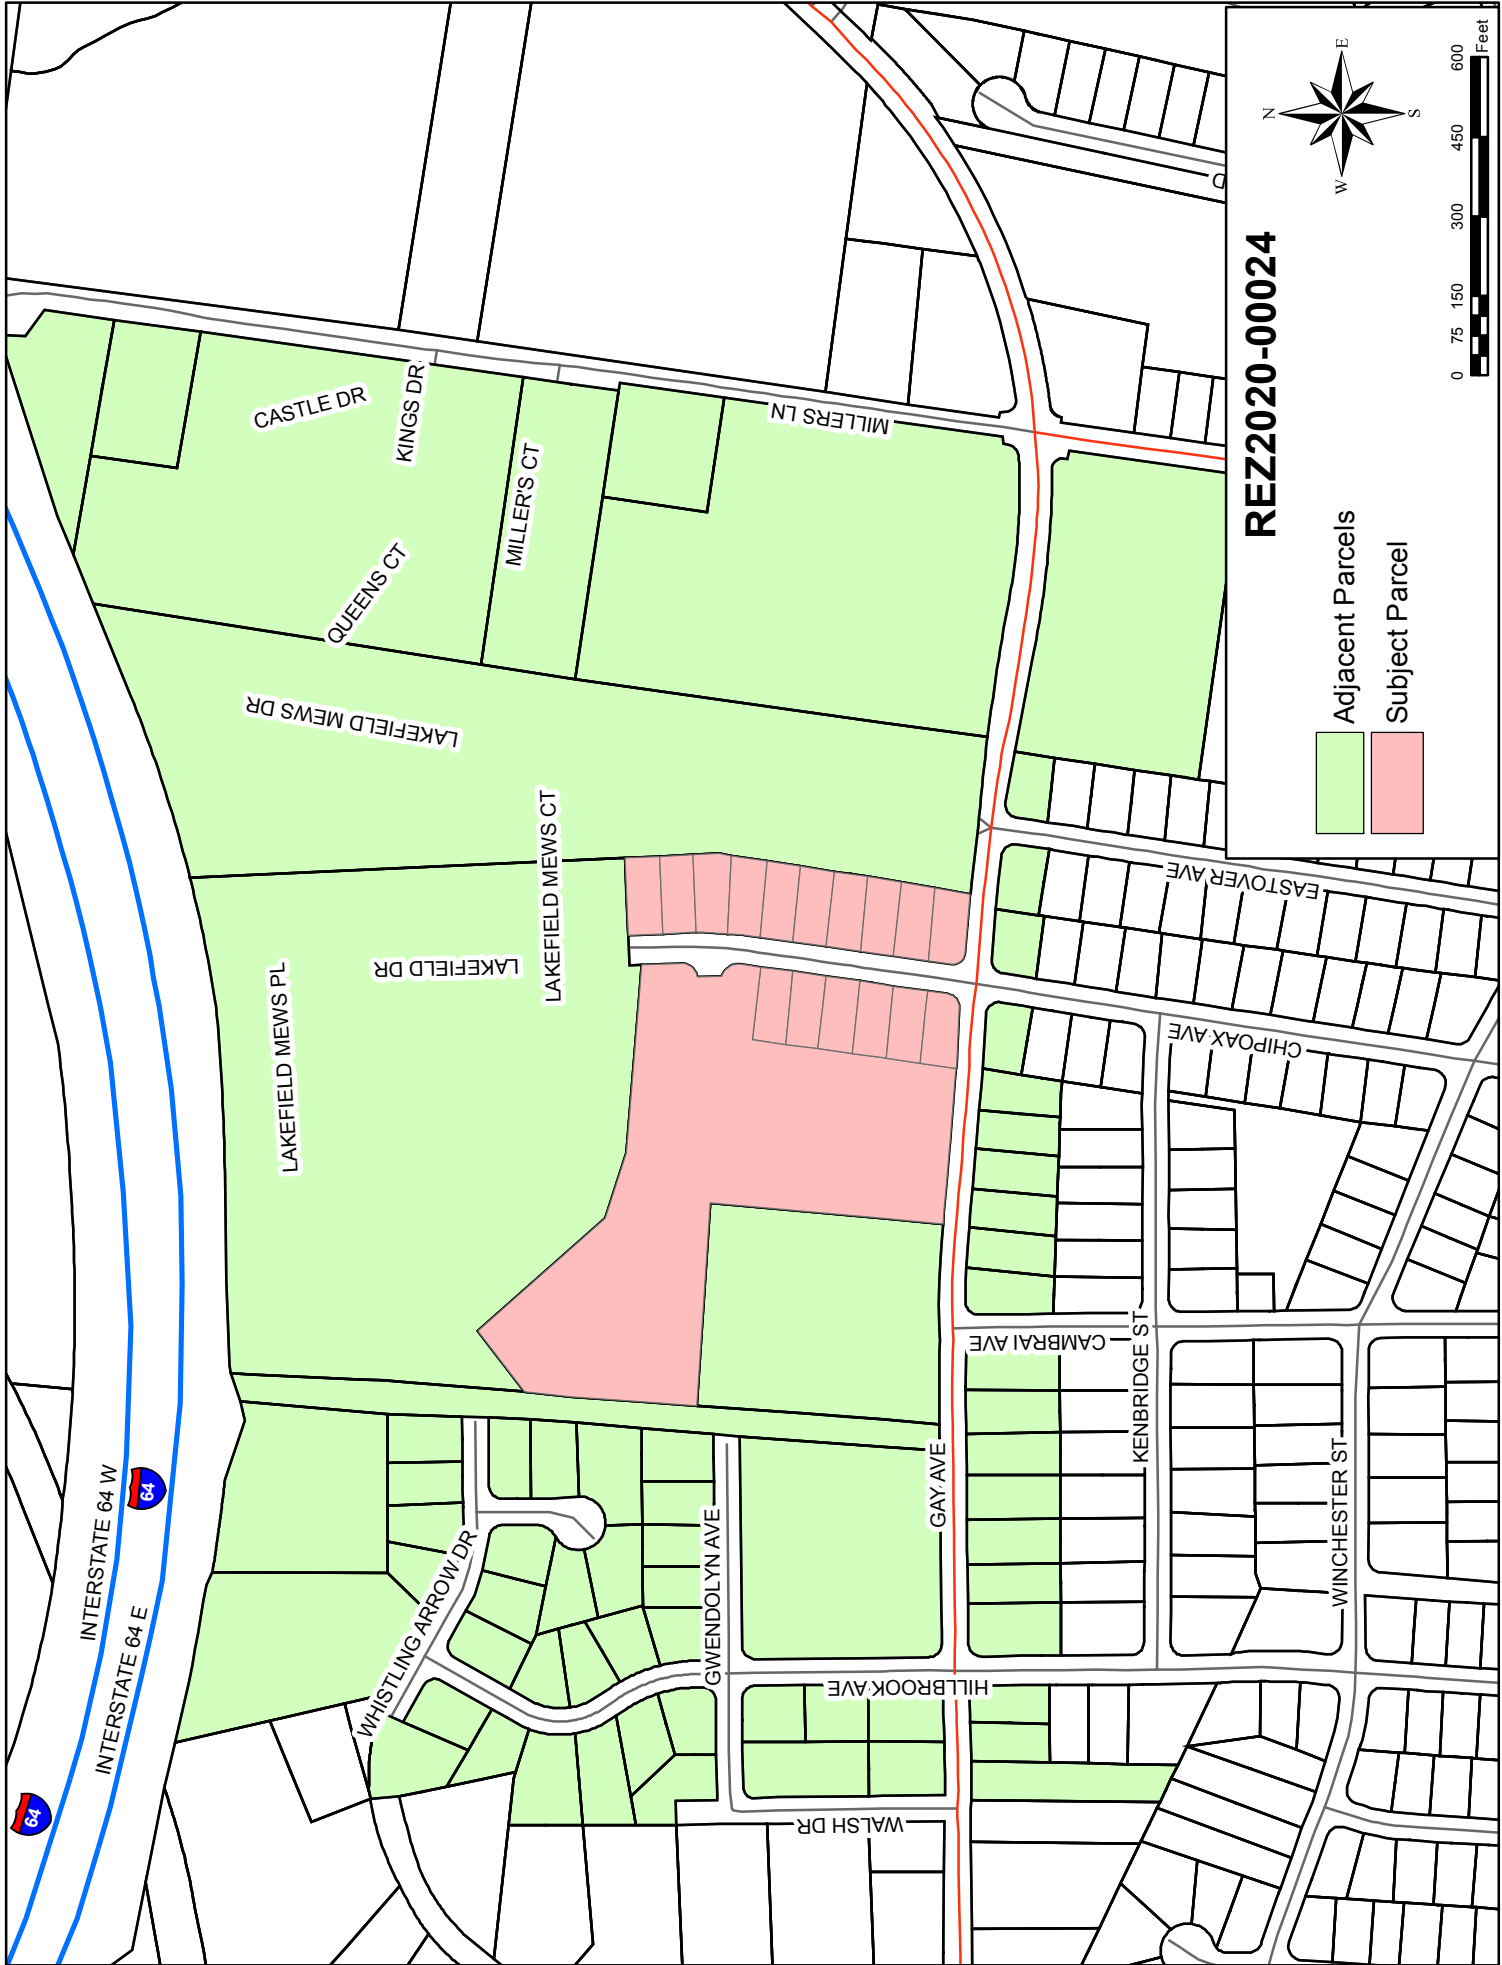 CASTLE DR
KINGS DR
QUEENS CT
MILLER'S CT
MILLERS LN
LAKEFIELD MEWS DR
LAKEFIELD MEWS CT
LAKEFIELD DR
LAKEFIELD MEWS PL
EASTOVER AVE
CHIPOAX AVE
CAMBRAI AVE
KENBRIDGE ST
WINCHESTER ST
GAY AVE
GWENDOLYN AVE
HILLBROOK AVE
WHISTLING ARROW DR
WALSH DR
INTERSTATE 64 W
INTERSTATE 64 E
64
64
D
REZ2020-00024
Adjacent Parcels
Subject Parcel
N
E
S
W
0 75 150 300 450 600
Feet